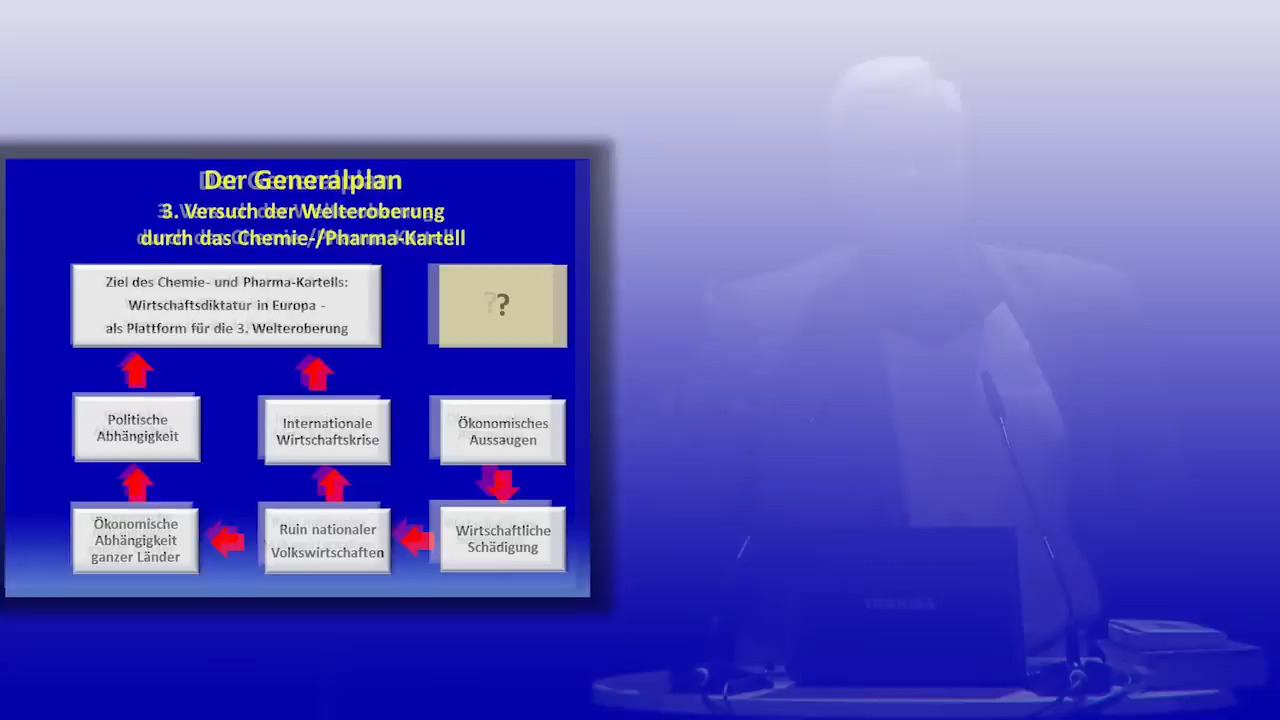 Der Generalplan
3. Versuch der Welteroberung
durch das Chemie-/Pharma-Kartell
Ziel des Chemie- und Pharma-Kartells:
Wirtschaftsdiktatur in Europa -
als Plattform für die 3. Welteroberung
?
Politische
Abhängigkeit
Internationale
Wirtschaftskrise
Ökonomisches
Aussaugen
Ökonomische
Abhängigkeit
ganzer Länder
Ruin nationaler
Volkswirtschaften
Wirtschaftliche
Schädigung
TOSHIBA